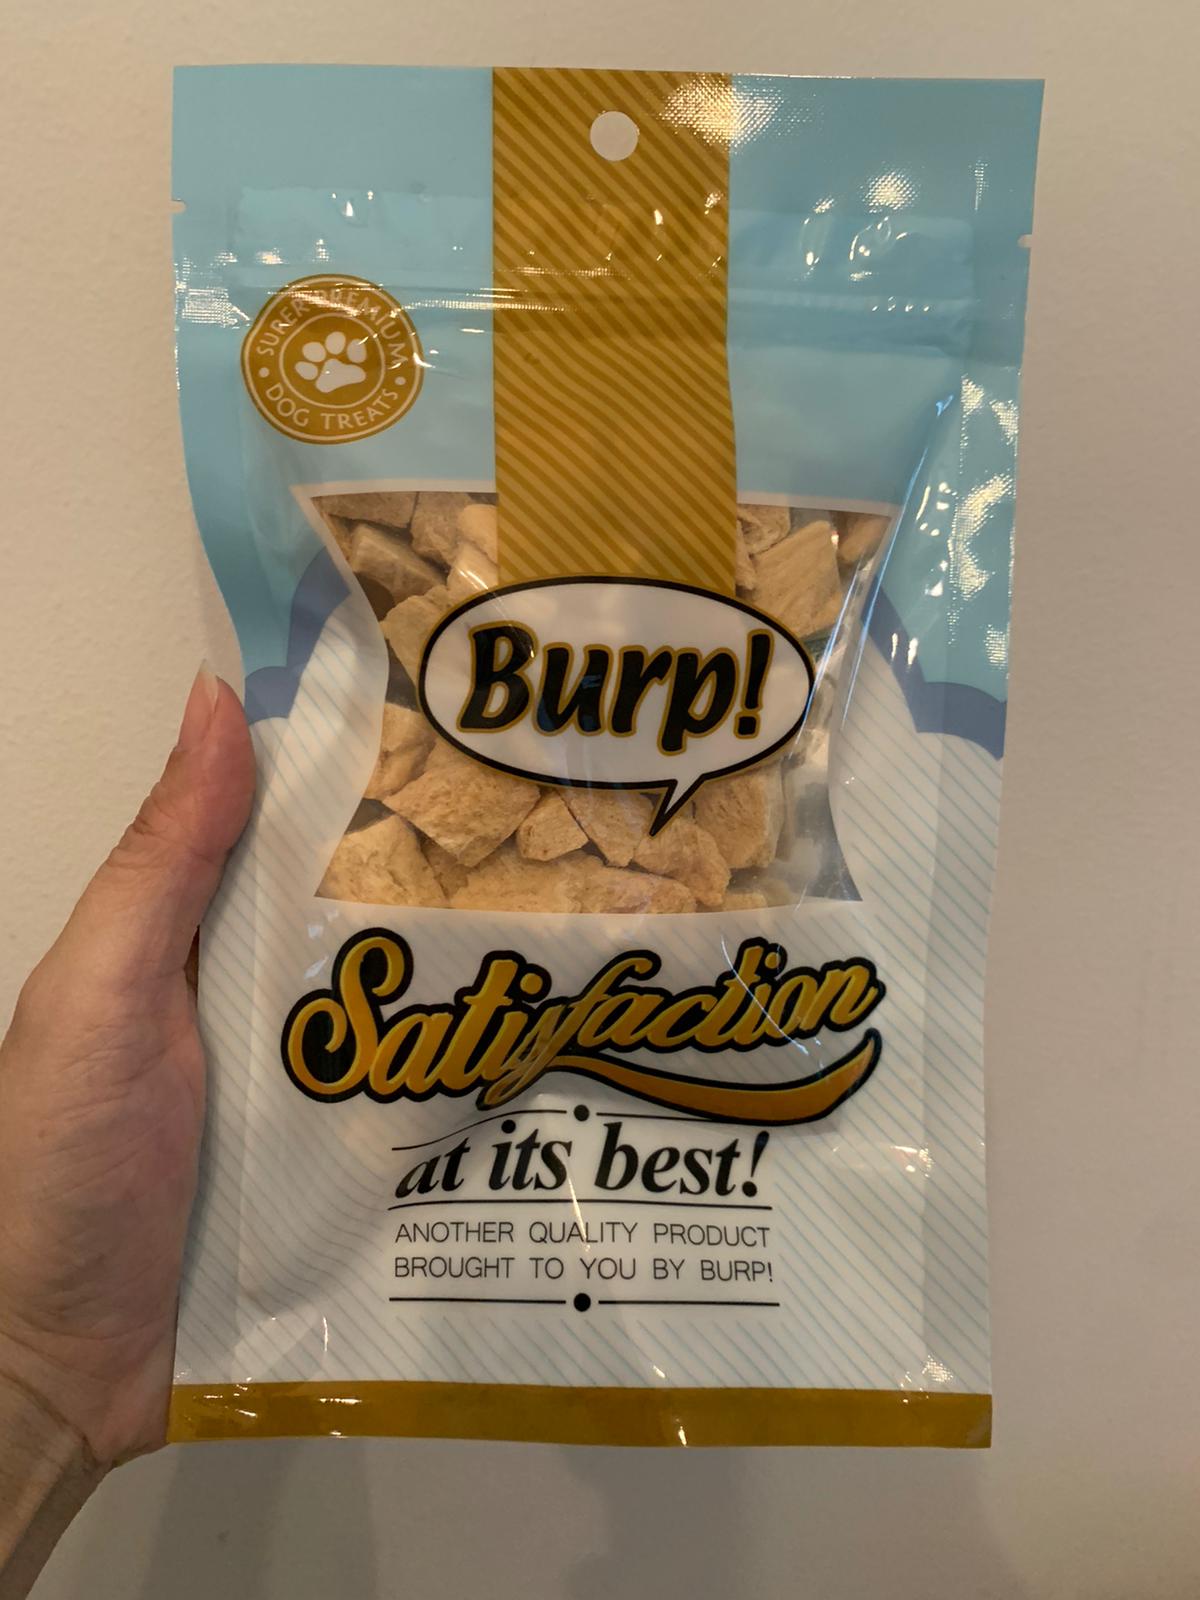 SUPER PREMIUM
DOG TREATS
Burp!
Satisfaction
at its best!
ANOTHER QUALITY PRODUCT
BROUGHT TO YOU BY BURP!